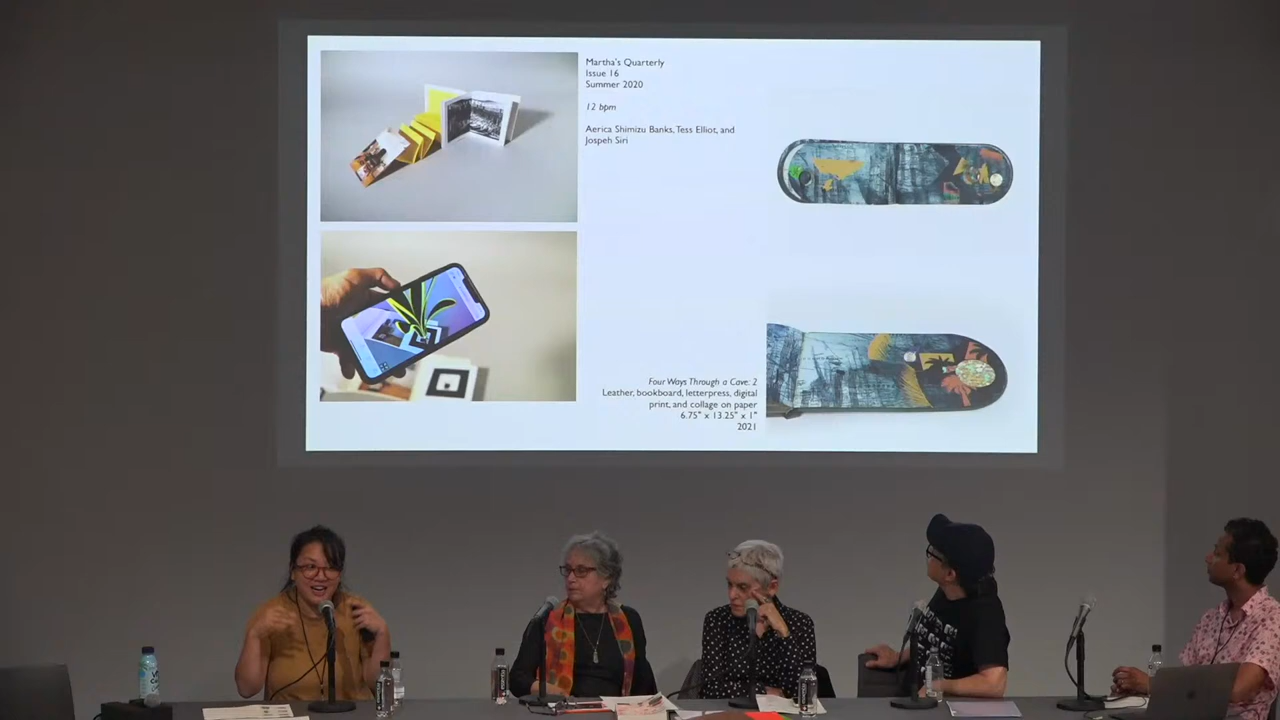 Martha's Quarterly
Issue 16
Summer 2020
12 bpm
Aerica Shimizu Banks, Tess Elliot, and
Jospeh Siri
Four Ways Through a Cave: 2
Leather, bookboard, letterpress, digital
print, and collage on paper
6.75" x 13.25" x 1"
2021